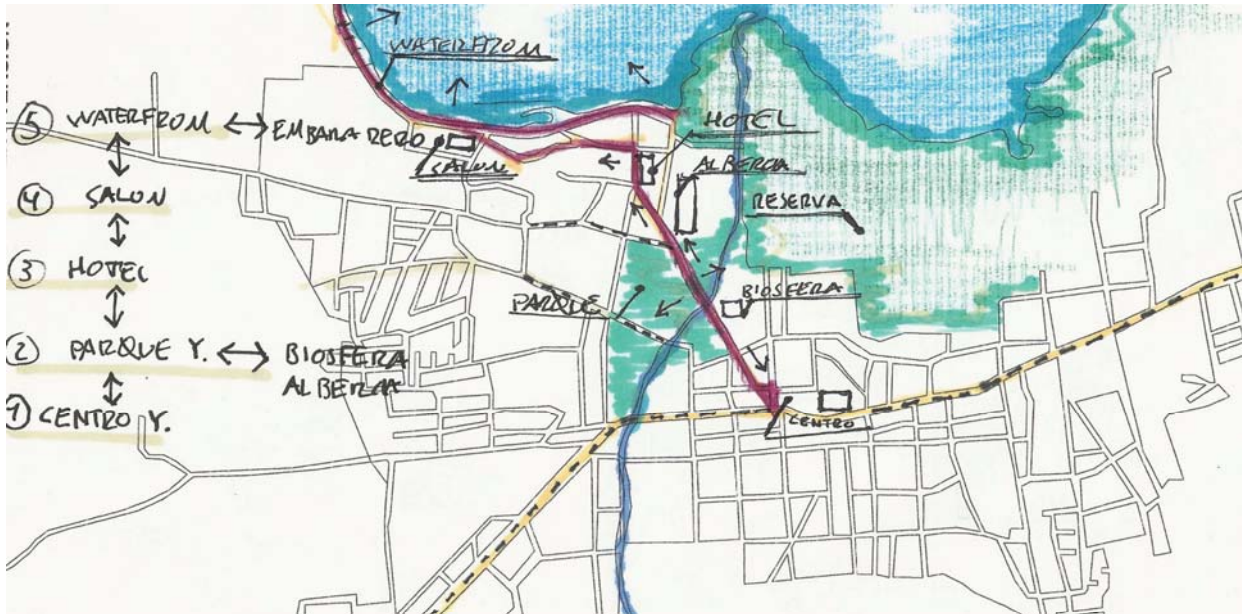 WATERFROM
⑤ WATERFROM ↔ EMBARARERO
SALON
HOTEL
ALBERCA
④ SALON
RESERVA
③ HOTEL
PARQUE
BIOSFERA
② PARQUE Y. ↔ BIOSFERA
ALBERCA
① CENTRO Y.
CENTRO